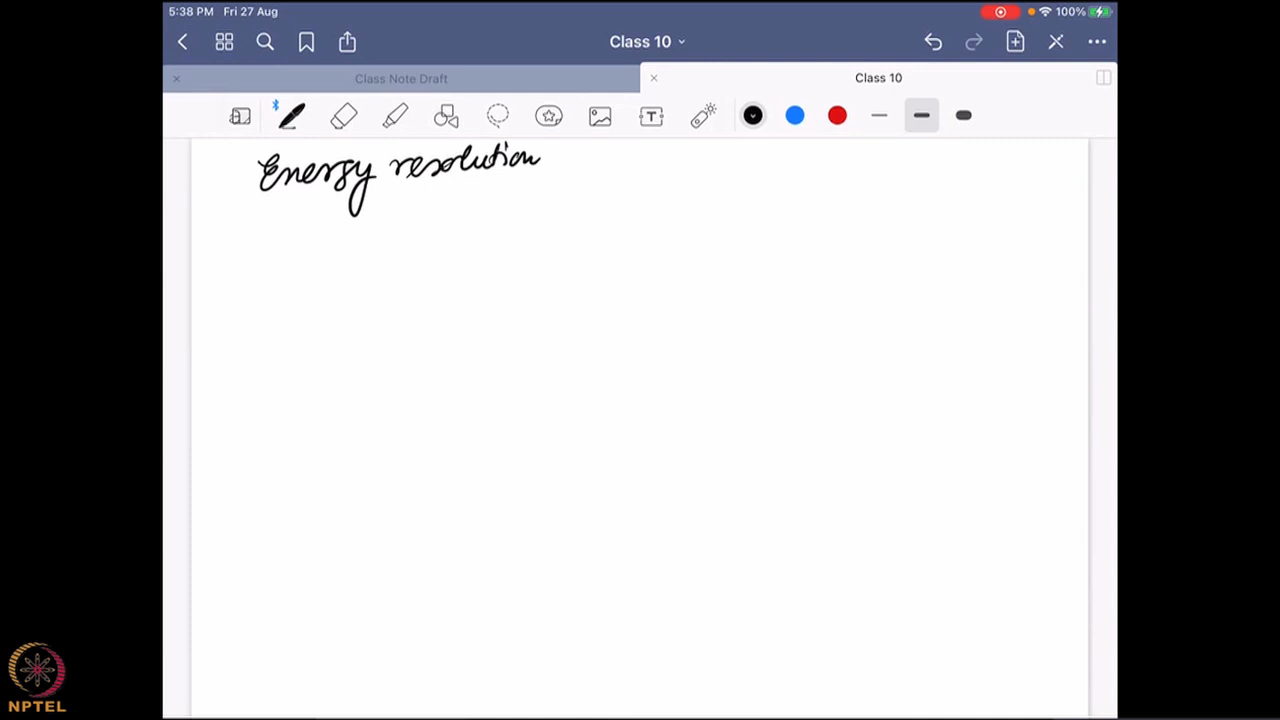 5:38 PM Fri 27 Aug 100%
Class 10
Class Note Draft Class 10
T
Energy resolution
NPTEL